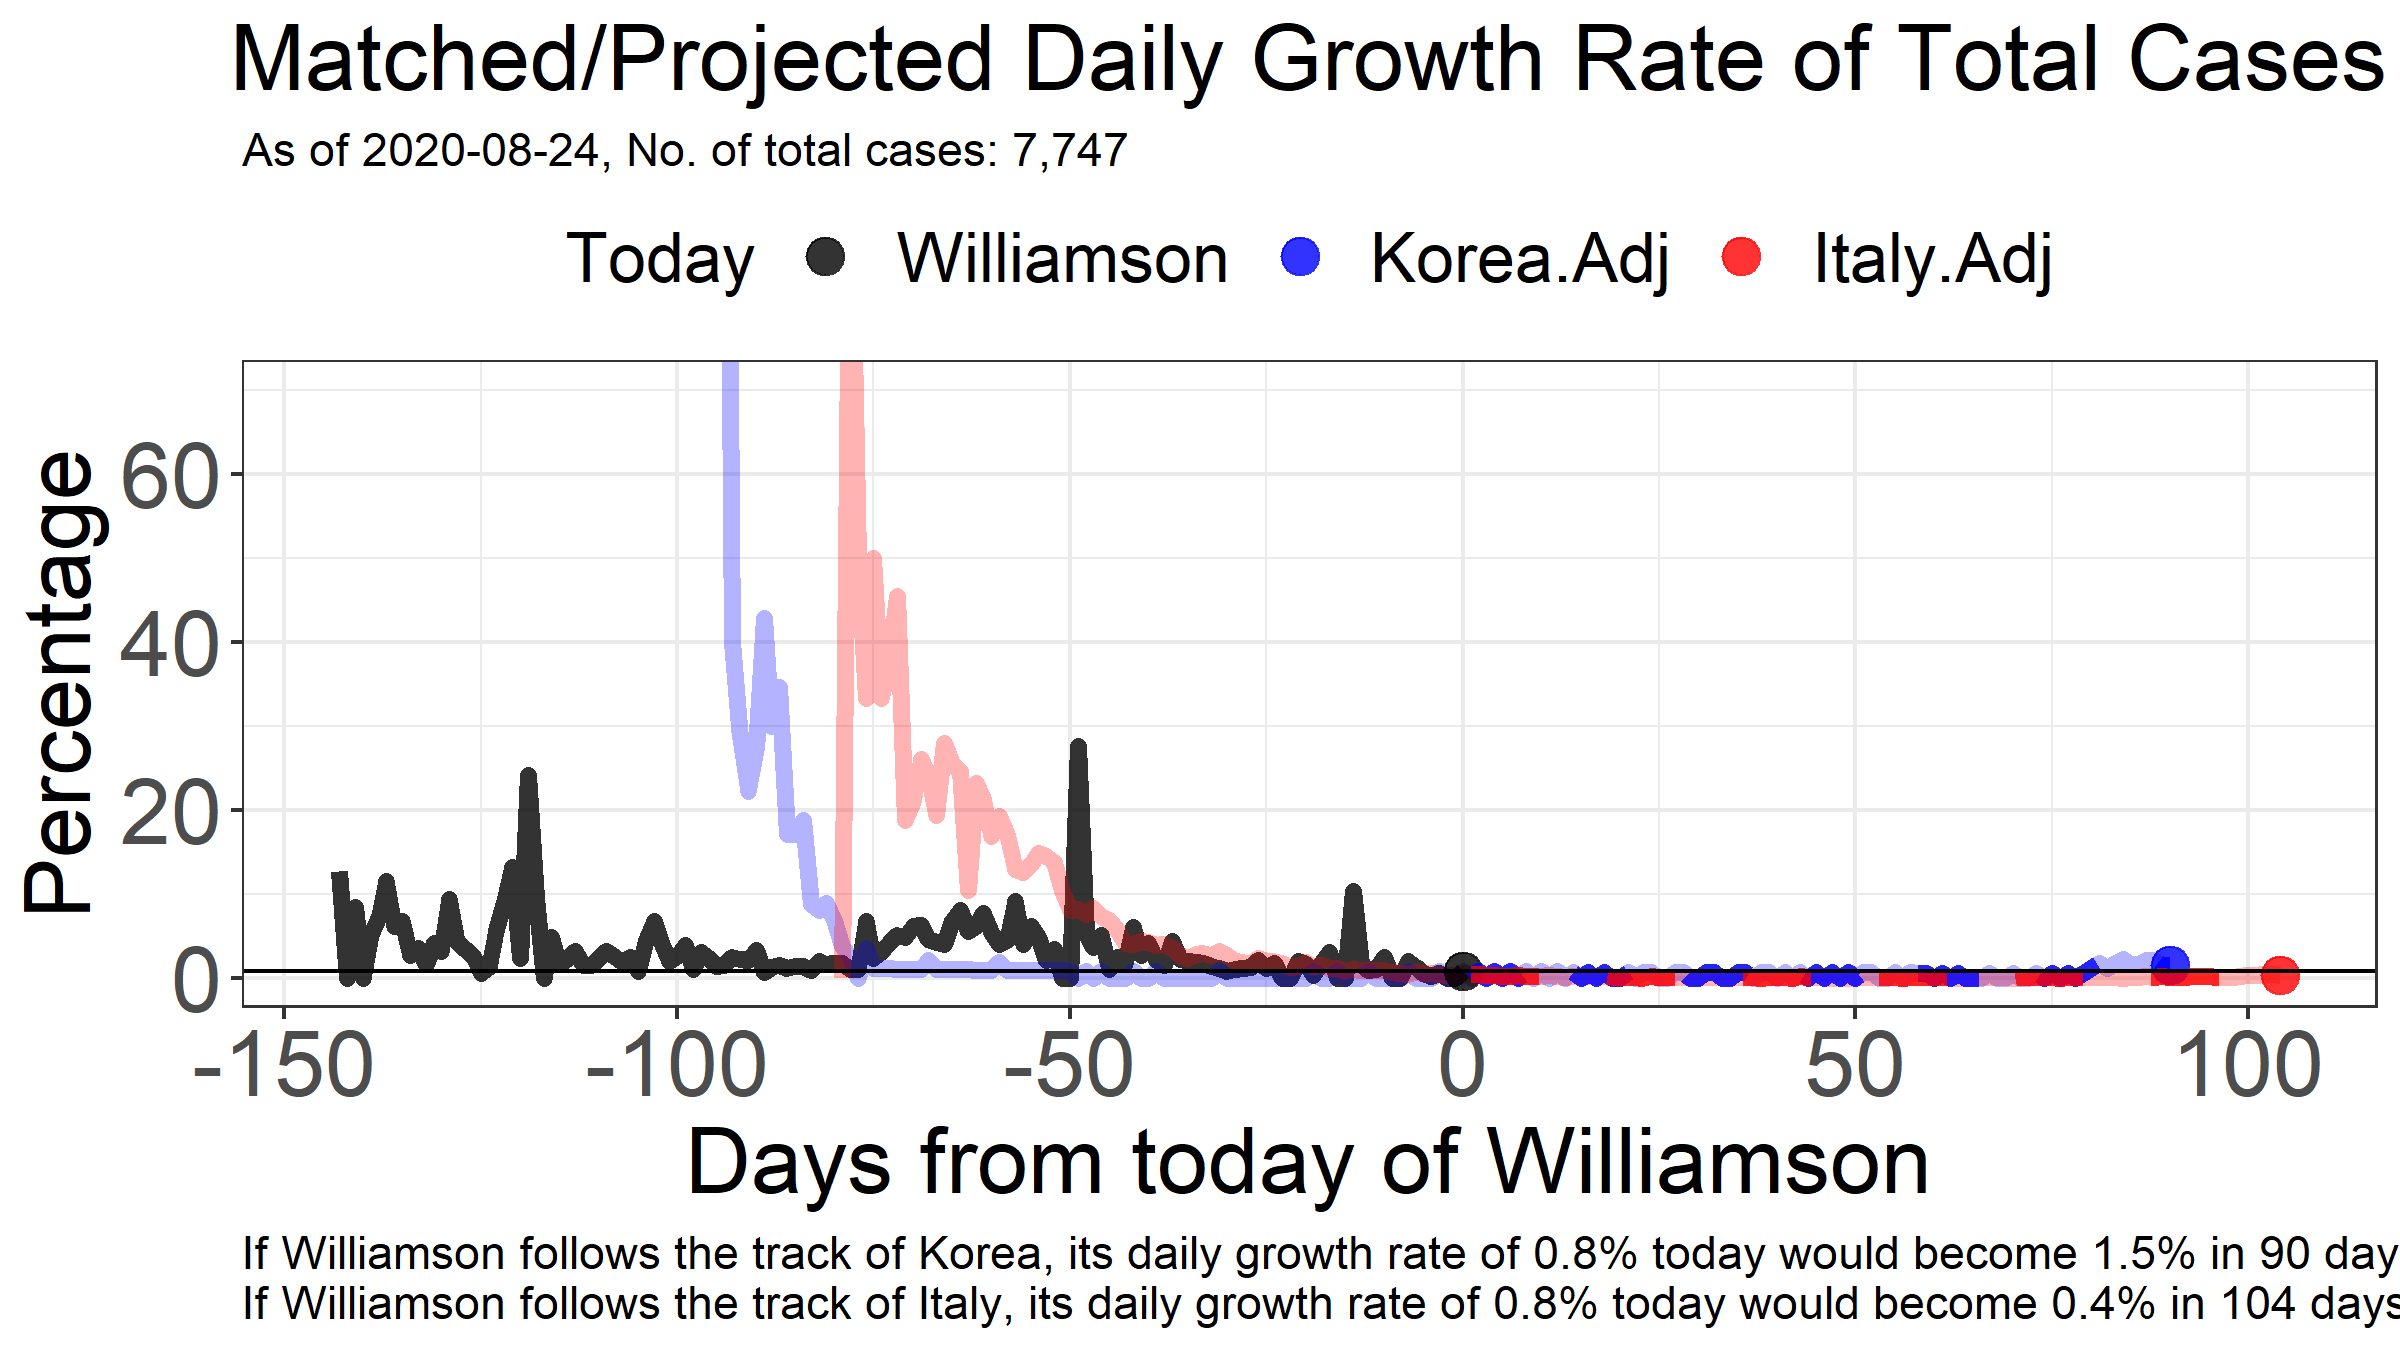 Matched/Projected Daily Growth Rate of Total Cases
As of 2020-08-24, No. of total cases: 7,747
Today Williamson Korea.Adj Italy.Adj
Percentage
60
40
20
0
-150 -100 -50 0 50 100
Days from today of Williamson
If Williamson follows the track of Korea, its daily growth rate of 0.8% today would become 1.5% in 90 day
If Williamson follows the track of Italy, its daily growth rate of 0.8% today would become 0.4% in 104 days